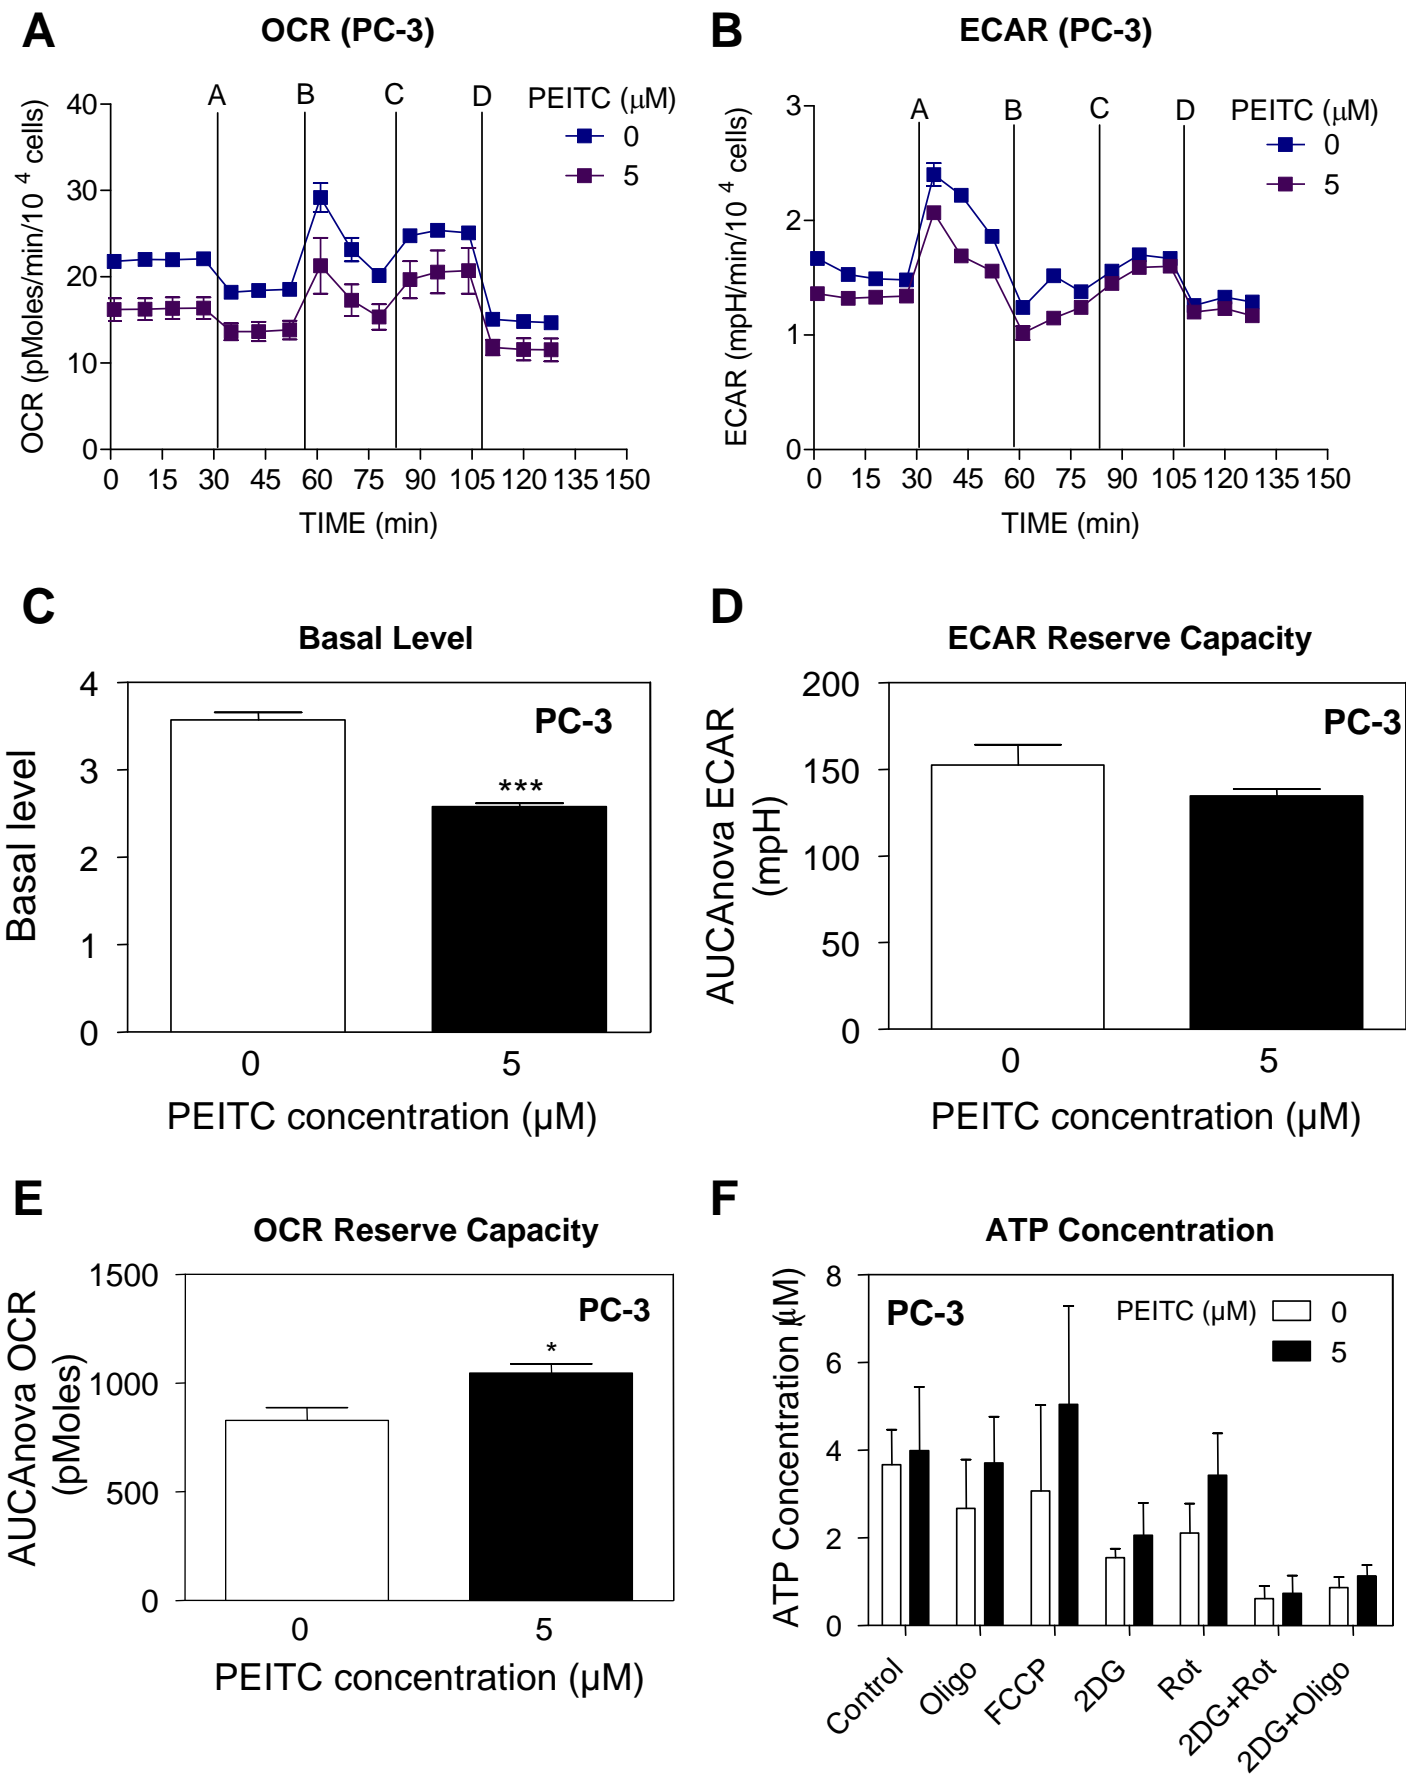 A
OCR (PC-3)
OCR (pMoles/min/10 4 cells)
40
30
20
10
0
A B C D
PEITC (µM)
0
5
0 15 30 45 60 75 90 105 120 135 150
TIME (min)
B
ECAR (PC-3)
ECAR (mpH/min/10 4 cells)
3
2
1
0
A B C D
PEITC (µM)
0
5
0 15 30 45 60 75 90 105 120 135 150
TIME (min)
C
Basal Level
Basal level
4
3
2
1
0
PC-3
***
0 5
PEITC concentration (µM)
D
ECAR Reserve Capacity
AUCAnova ECAR
(mpH)
200
150
100
50
0
PC-3
0 5
PEITC concentration (µM)
E
OCR Reserve Capacity
AUCAnova OCR
(pMoles)
1500
1000
500
0
PC-3
*
0 5
PEITC concentration (µM)
F
ATP Concentration
ATP Concentration (µM)
8
6
4
2
0
PC-3
PEITC (µM)
0
5
Control
Oligo
FCCP
2DG
Rot
2DG+Rot
2DG+Oligo